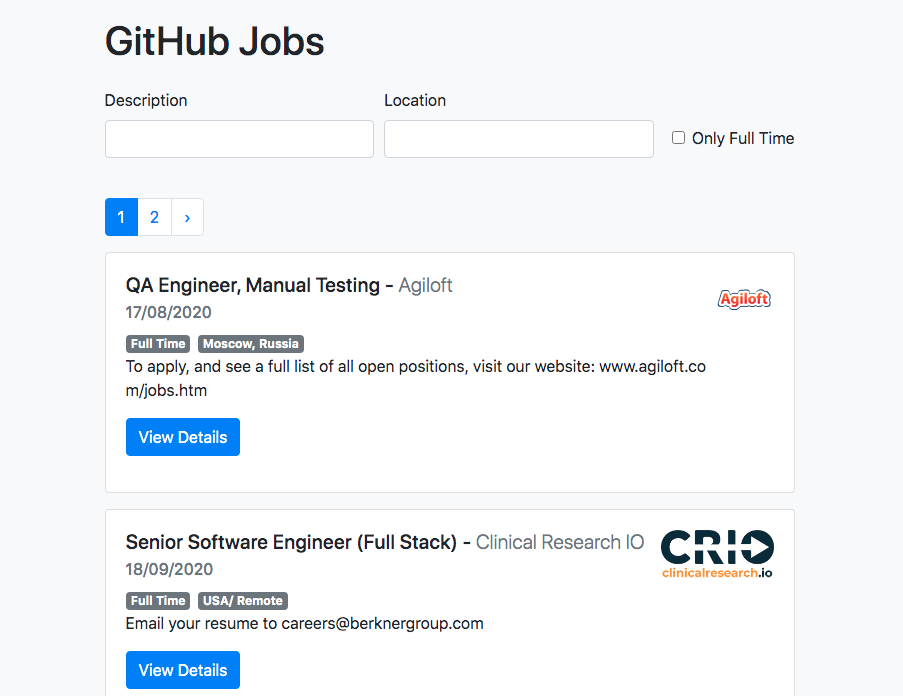 GitHub Jobs
Description
Location
Only Full Time
1 2 ›
QA Engineer, Manual Testing - Agiloft
Agiloft
17/08/2020
Full Time Moscow, Russia
To apply, and see a full list of all open positions, visit our website: www.agiloft.co
m/jobs.htm
View Details
Senior Software Engineer (Full Stack) - Clinical Research IO
CRIO
clinicalresearch.io
18/09/2020
Full Time USA/ Remote
Email your resume to careers@berknergroup.com
View Details